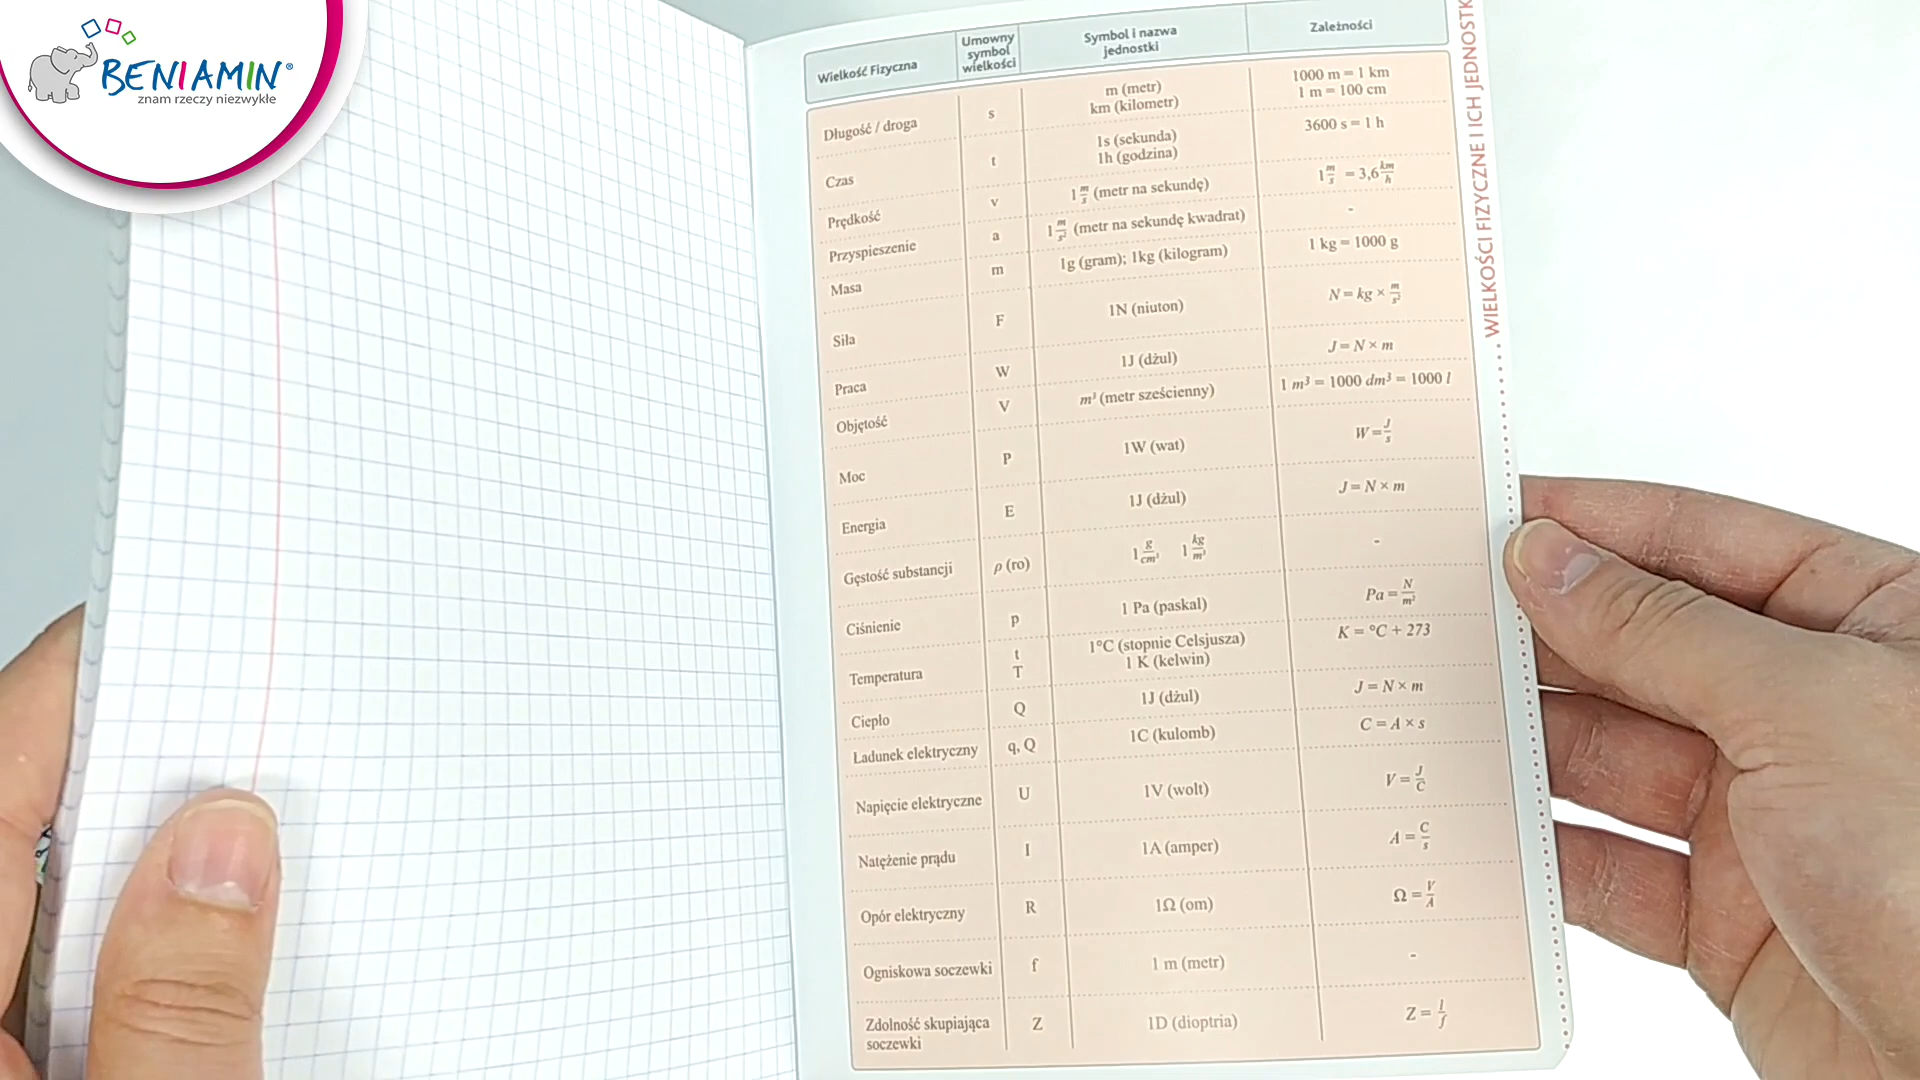 BENIAMIN®
znam rzeczy niezwykłe
Wielkość Fizyczna | Umowny symbol wielkości | Symbol i nazwa jednostki | Zależności
Długość / droga | s | m (metr) km (kilometr) | 1000 m = 1 km 1 m = 100 cm
Czas | t | 1s (sekunda) 1h (godzina) | 3600 s = 1 h
Prędkość | v | 1 m/s (metr na sekundę) | 1 m/s = 3,6 km/h
Przyspieszenie | a | 1 m/s² (metr na sekundę kwadrat) | -
Masa | m | 1g (gram); 1kg (kilogram) | 1 kg = 1000 g
Siła | F | 1N (niuton) | N = kg × m/s²
Praca | W | 1J (dżul) | J = N × m
Objętość | V | m³ (metr sześcienny) | 1 m³ = 1000 dm³ = 1000 l
Moc | P | 1W (wat) | W = J/s
Energia | E | 1J (dżul) | J = N × m
Gęstość substancji | ρ (ro) | 1 g/cm³, 1 kg/m³ | -
Ciśnienie | p | 1 Pa (paskal) | Pa = N/m²
Temperatura | t T | 1°C (stopnie Celsjusza) 1 K (kelwin) | K = °C + 273
Ciepło | Q | 1J (dżul) | J = N × m
Ładunek elektryczny | q, Q | 1C (kulomb) | C = A × s
Napięcie elektryczne | U | 1V (wolt) | V = J/C
Natężenie prądu | I | 1A (amper) | A = C/s
Opór elektryczny | R | 1Ω (om) | Ω = V/A
Ogniskowa soczewki | f | 1 m (metr) | -
Zdolność skupiająca soczewki | Z | 1D (dioptria) | Z = 1/f
WIELKOŚCI FIZYCZNE I ICH JEDNOSTK